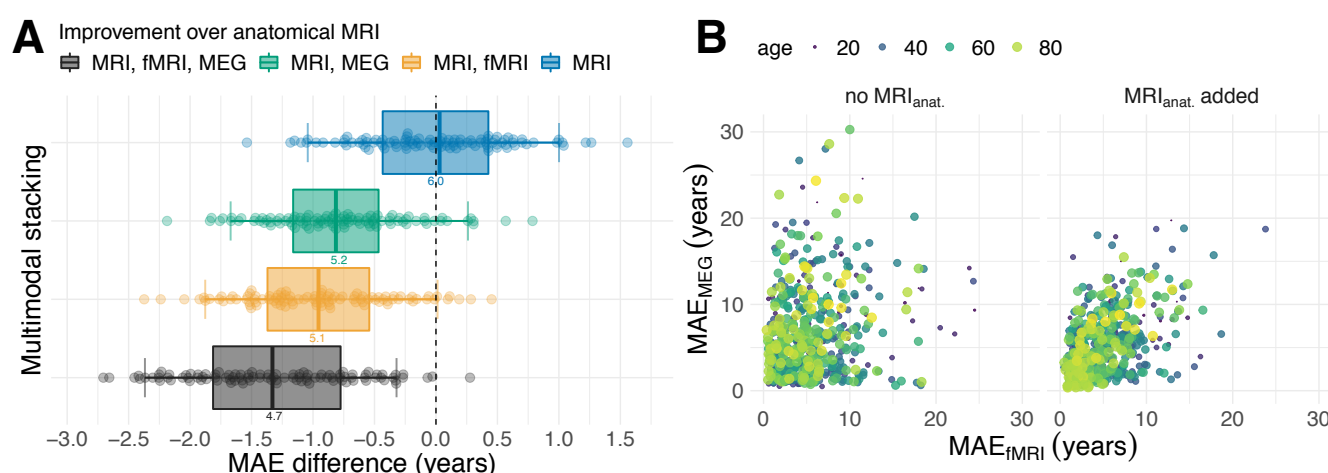 A
Improvement over anatomical MRI
MRI, fMRI, MEG MRI, MEG MRI, fMRI MRI
Multimodal stacking
6.0
5.2
5.1
4.7
−3.0 −2.5 −2.0 −1.5 −1.0 −0.5 0.0 0.5 1.0 1.5
MAE difference (years)
B
age 20 40 60 80
no MRIanat. MRIanat. added
MAEMEG (years)
30
20
10
0
0 10 20 30 0 10 20 30
MAEfMRI (years)